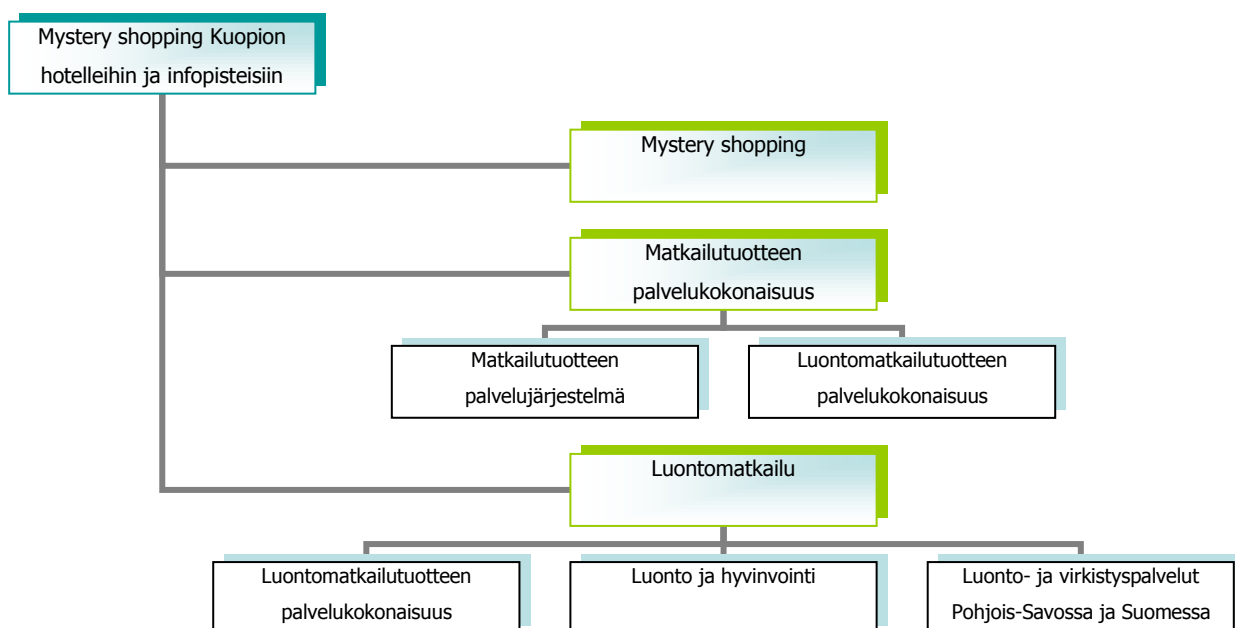 Mystery shopping Kuopion
hotelleihin ja infopisteisiin
Mystery shopping
Matkailutuotteen
palvelukokonaisuus
Matkailutuotteen
palvelujärjestelmä
Luontomatkailutuotteen
palvelukokonaisuus
Luontomatkailu
Luontomatkailutuotteen
palvelukokonaisuus
Luonto ja hyvinvointi
Luonto- ja virkistyspalvelut
Pohjois-Savossa ja Suomessa